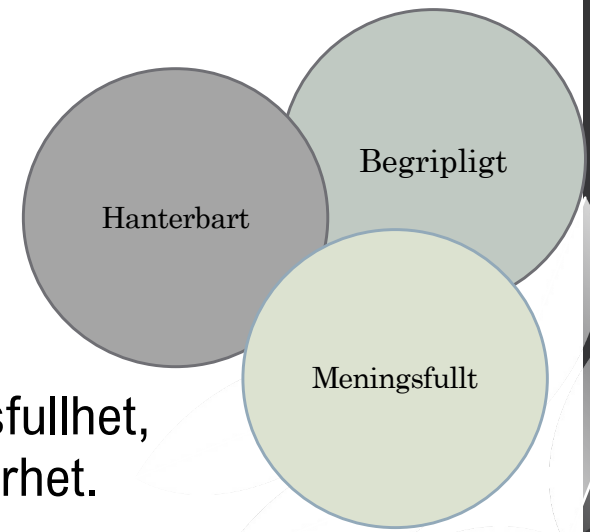 Begripligt
Hanterbart
Meningsfullt
sfullhet,
rhet.